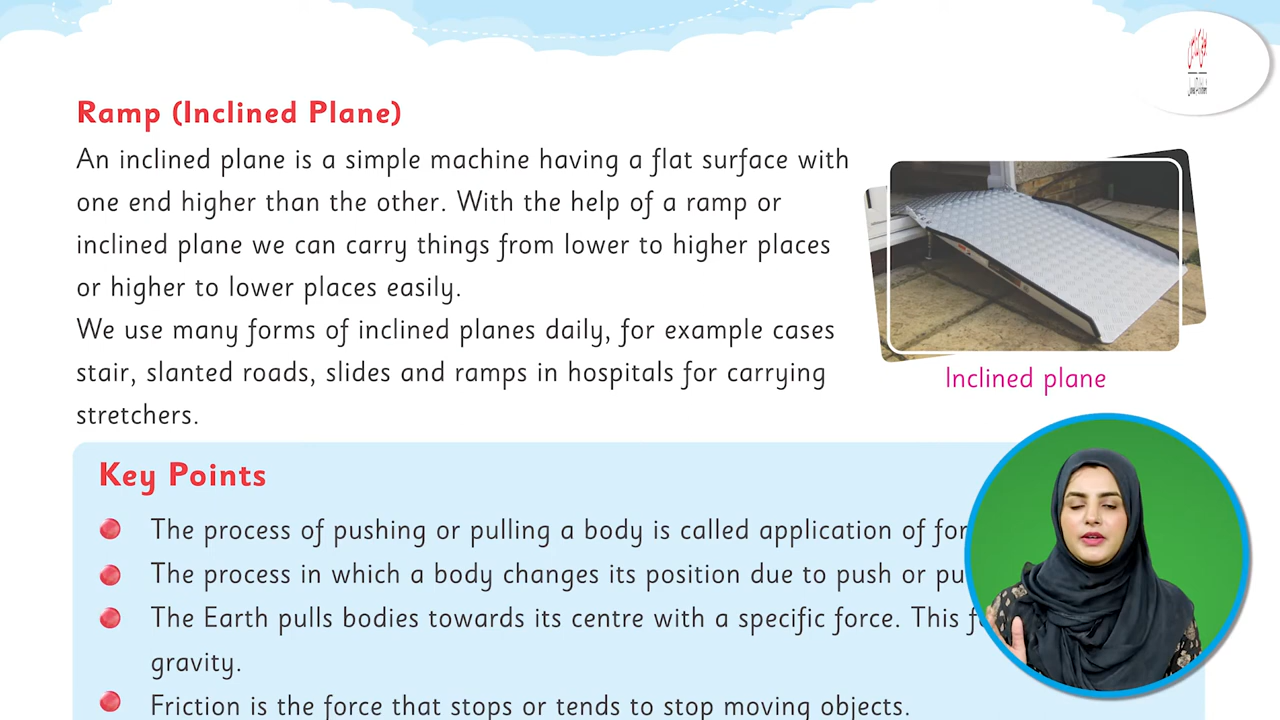 Ramp (Inclined Plane)
An inclined plane is a simple machine having a flat surface with
one end higher than the other. With the help of a ramp or
inclined plane we can carry things from lower to higher places
or higher to lower places easily.
We use many forms of inclined planes daily, for example cases
stair, slanted roads, slides and ramps in hospitals for carrying
stretchers.
Inclined plane
Key Points
The process of pushing or pulling a body is called application of
The process in which a body changes its position due to push or
The Earth pulls bodies towards its centre with a specific force. This
gravity.
Friction is the force that stops or tends to stop moving objects.